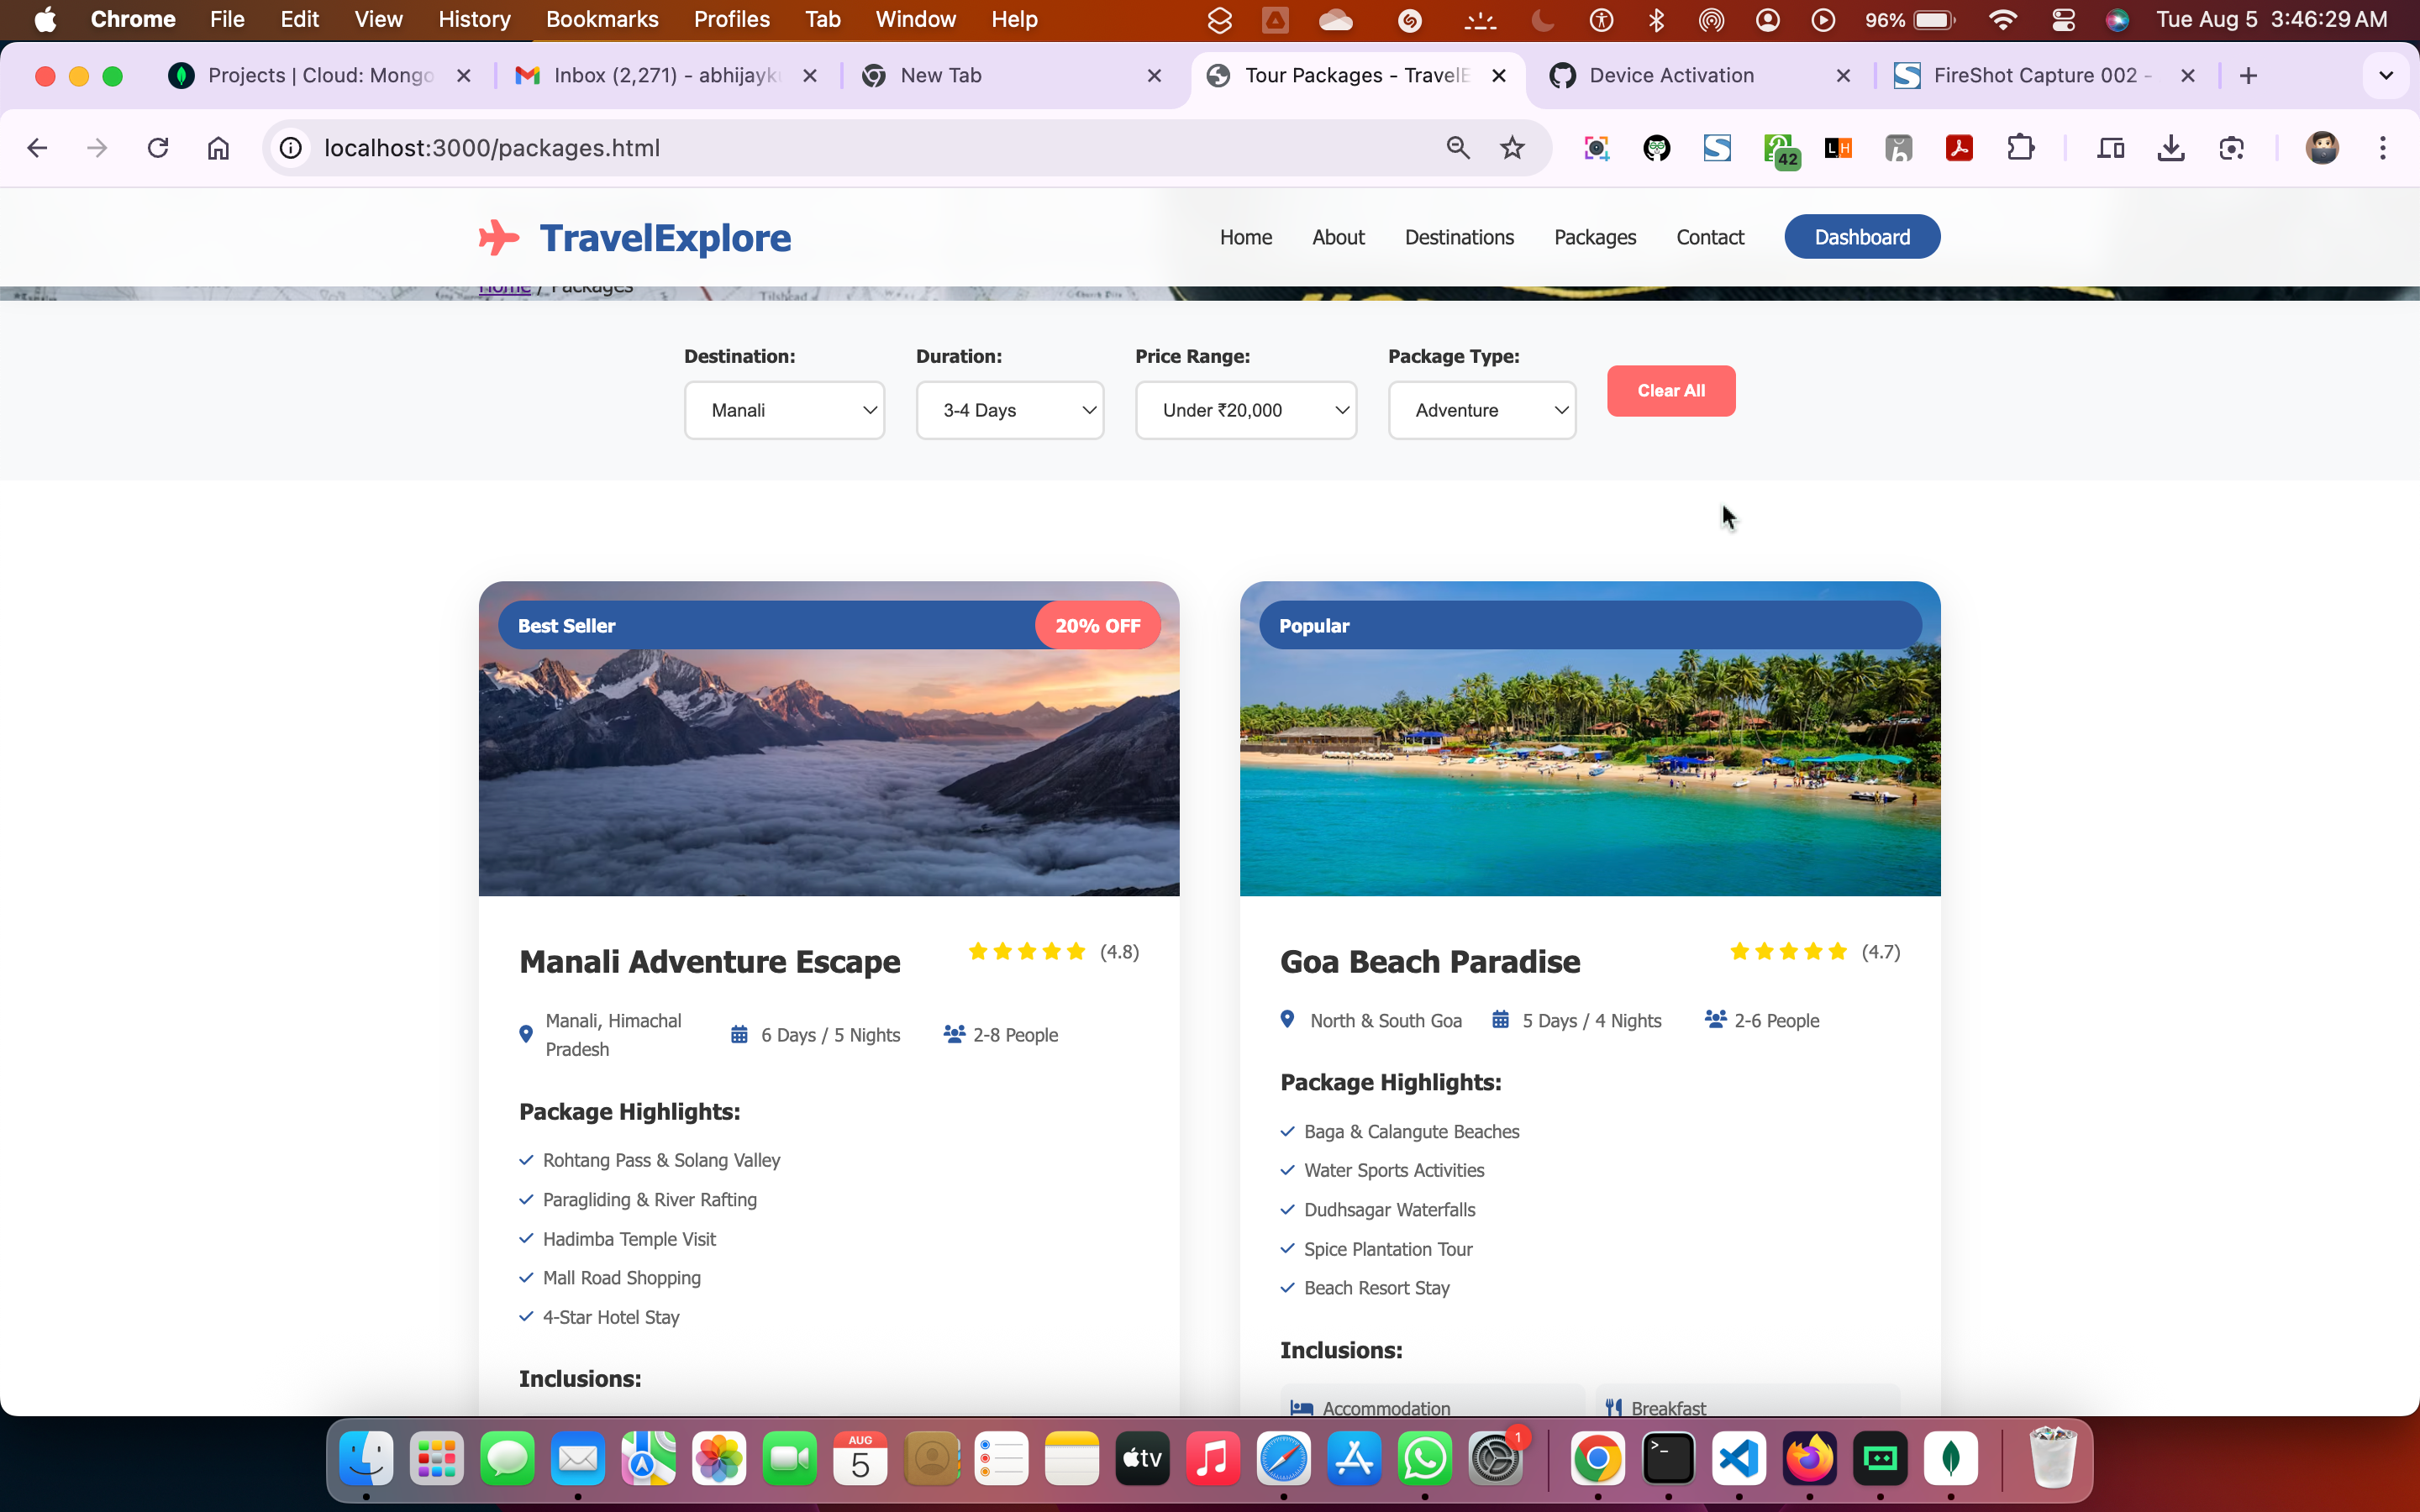 Chrome File Edit View History Bookmarks Profiles Tab Window Help 96% Tue Aug 5 3:46:29 AM
Projects | Cloud: Mongo Inbox (2,271) - abhijayk New Tab Tour Packages - TravelE Device Activation FireShot Capture 002 -
localhost:3000/packages.html 42 LH
TravelExplore Home About Destinations Packages Contact Dashboard
Home / Packages
Destination: Duration: Price Range: Package Type:
Manali 3-4 Days Under ₹20,000 Adventure Clear All
Best Seller 20% OFF
Popular
Manali Adventure Escape (4.8)
Manali, Himachal
Pradesh
6 Days / 5 Nights 2-8 People
Package Highlights:
Rohtang Pass & Solang Valley
Paragliding & River Rafting
Hadimba Temple Visit
Mall Road Shopping
4-Star Hotel Stay
Inclusions:
Goa Beach Paradise (4.7)
North & South Goa 5 Days / 4 Nights 2-6 People
Package Highlights:
Baga & Calangute Beaches
Water Sports Activities
Dudhsagar Waterfalls
Spice Plantation Tour
Beach Resort Stay
Inclusions:
Accommodation Breakfast
AUG
5
tv
1